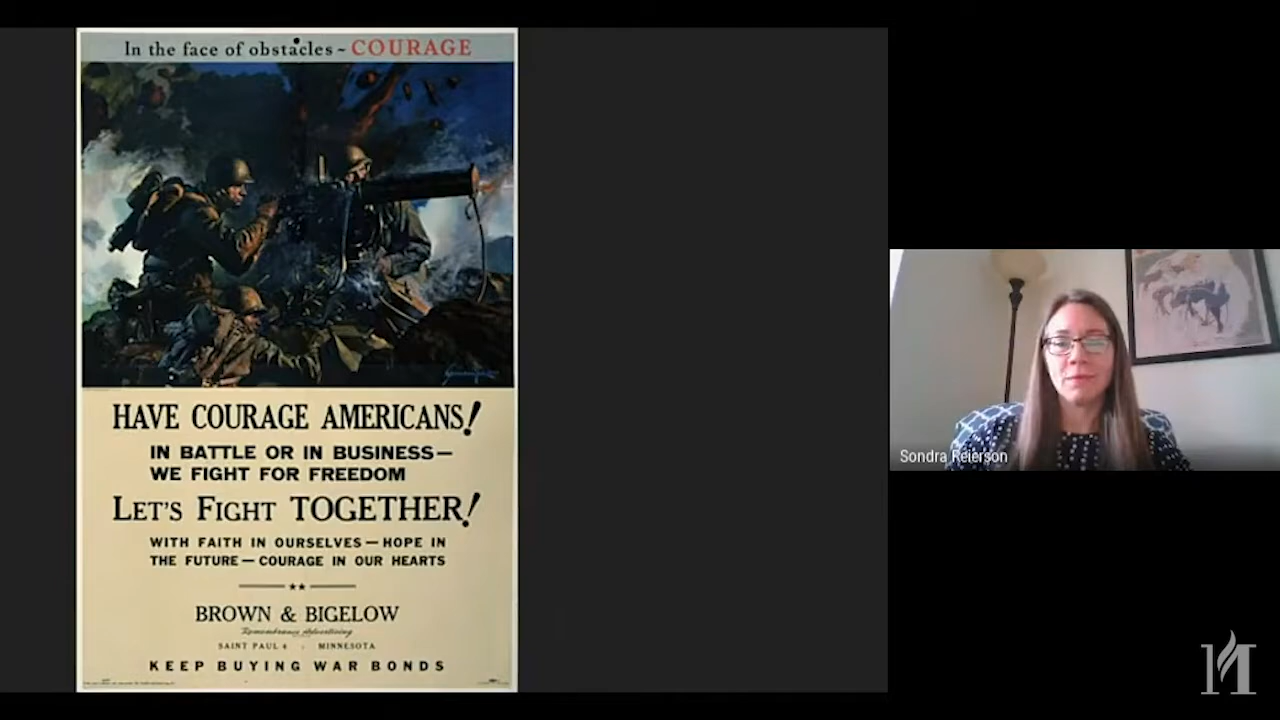 In the face of obstacles - COURAGE
HAVE COURAGE AMERICANS!
IN BATTLE OR IN BUSINESS—
WE FIGHT FOR FREEDOM
LET'S FIGHT TOGETHER!
WITH FAITH IN OURSELVES — HOPE IN
THE FUTURE — COURAGE IN OUR HEARTS
BROWN & BIGELOW
Remembrance Advertising
SAINT PAUL 4 , MINNESOTA
KEEP BUYING WAR BONDS
Sondra Reierson